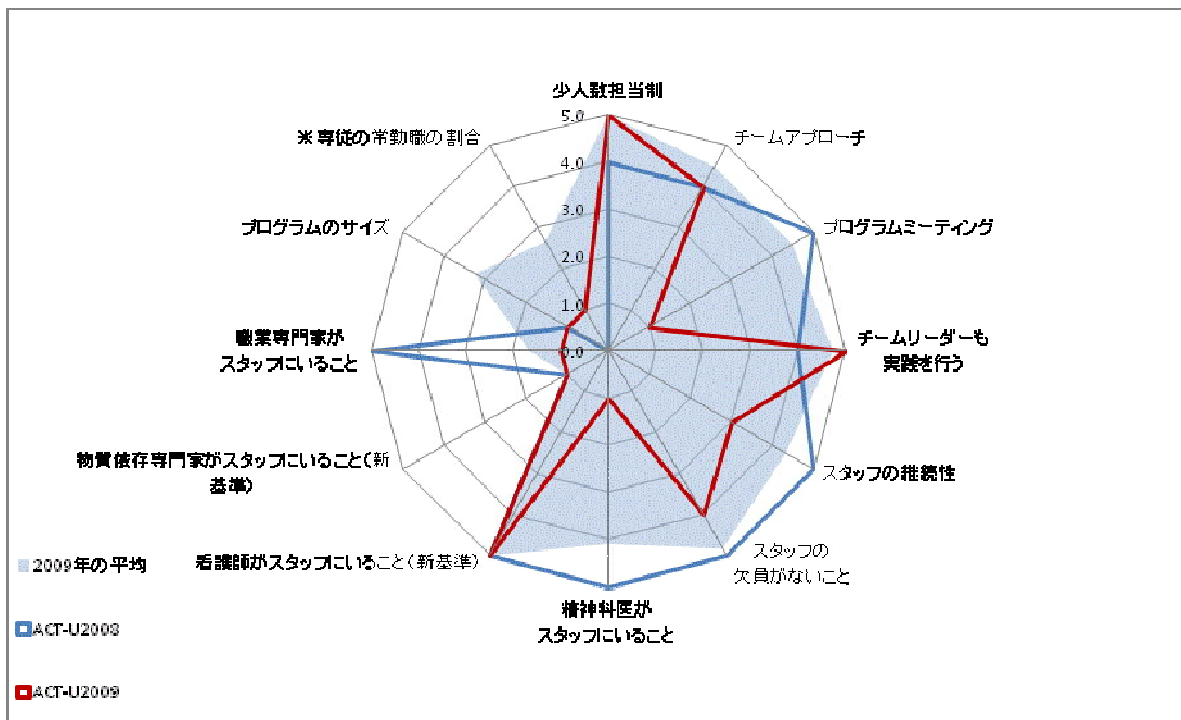 少人数担当制
※専従の常勤職の割合
チームアプローチ
5.0
4.0
3.0
2.0
1.0
0.0
プログラムのサイズ
プログラムミーティング
職業専門家が
スタッフにいること
チームリーダーも
実践を行う
物質依存専門家がスタッフにいること(新
基準)
スタッフの継続性
看護師がスタッフにいること(新基準)
スタッフの
欠員がないこと
精神科医が
スタッフにいること
2009年の平均
ACT-U2008
ACT-U2009